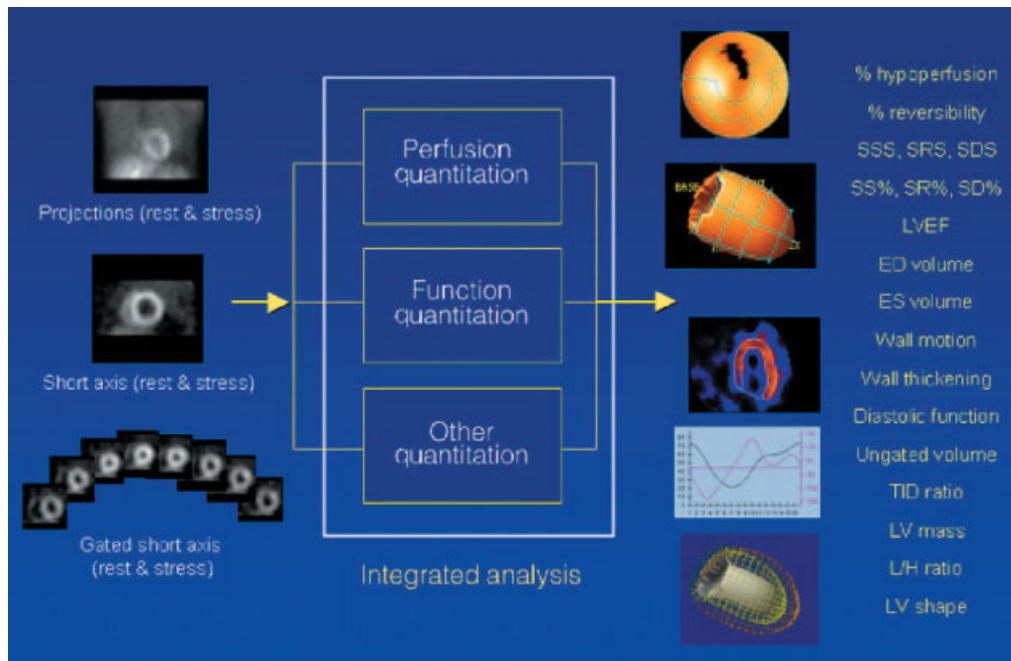 Projections (rest & stress)
Short axis (rest & stress)
Gated short axis
(rest & stress)
Perfusion
quantitation
Function
quantitation
Other
quantitation
Integrated analysis
BASE
% hypoperfusion
% reversibility
SSS, SRS, SDS
SS%, SR%, SD%
LVEF
ED volume
ES volume
Wall motion
Wall thickening
Diastolic function
Ungated volume
TID ratio
LV mass
L/H ratio
LV shape